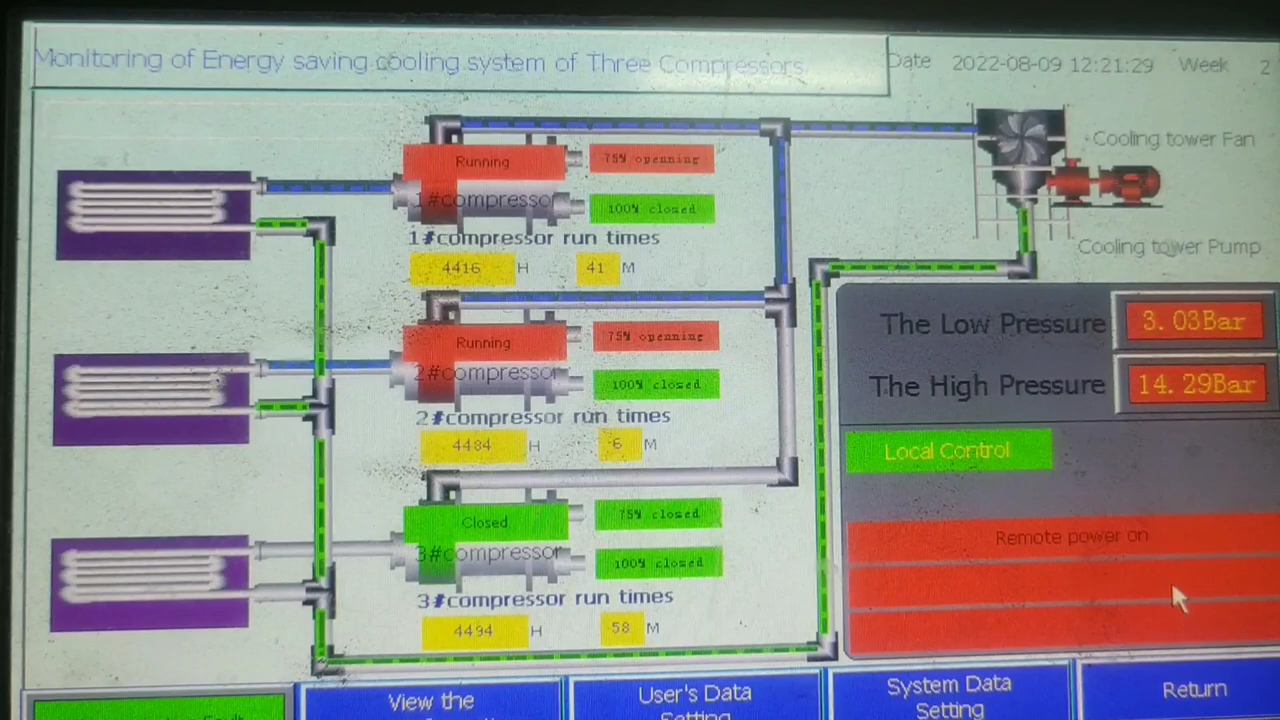 Monitoring of Energy saving cooling system of Three Compressors
Date 2022-08-09 12:21:29 Week 2
Cooling tower Fan
Running
75% openning
1#compressor
100% closed
1#compressor run times
4416 H 41 M
Cooling tower Pump
Running
75% openning
2#compressor
100% closed
2#compressor run times
4484 H 6 M
The Low Pressure 3.03Bar
The High Pressure 14.29Bar
Local Control
Closed
75% closed
3#compressor
100% closed
3#compressor run times
4494 H 58 M
Remote power on
Fault
View the
User's Data
Setting
System Data
Setting
Return